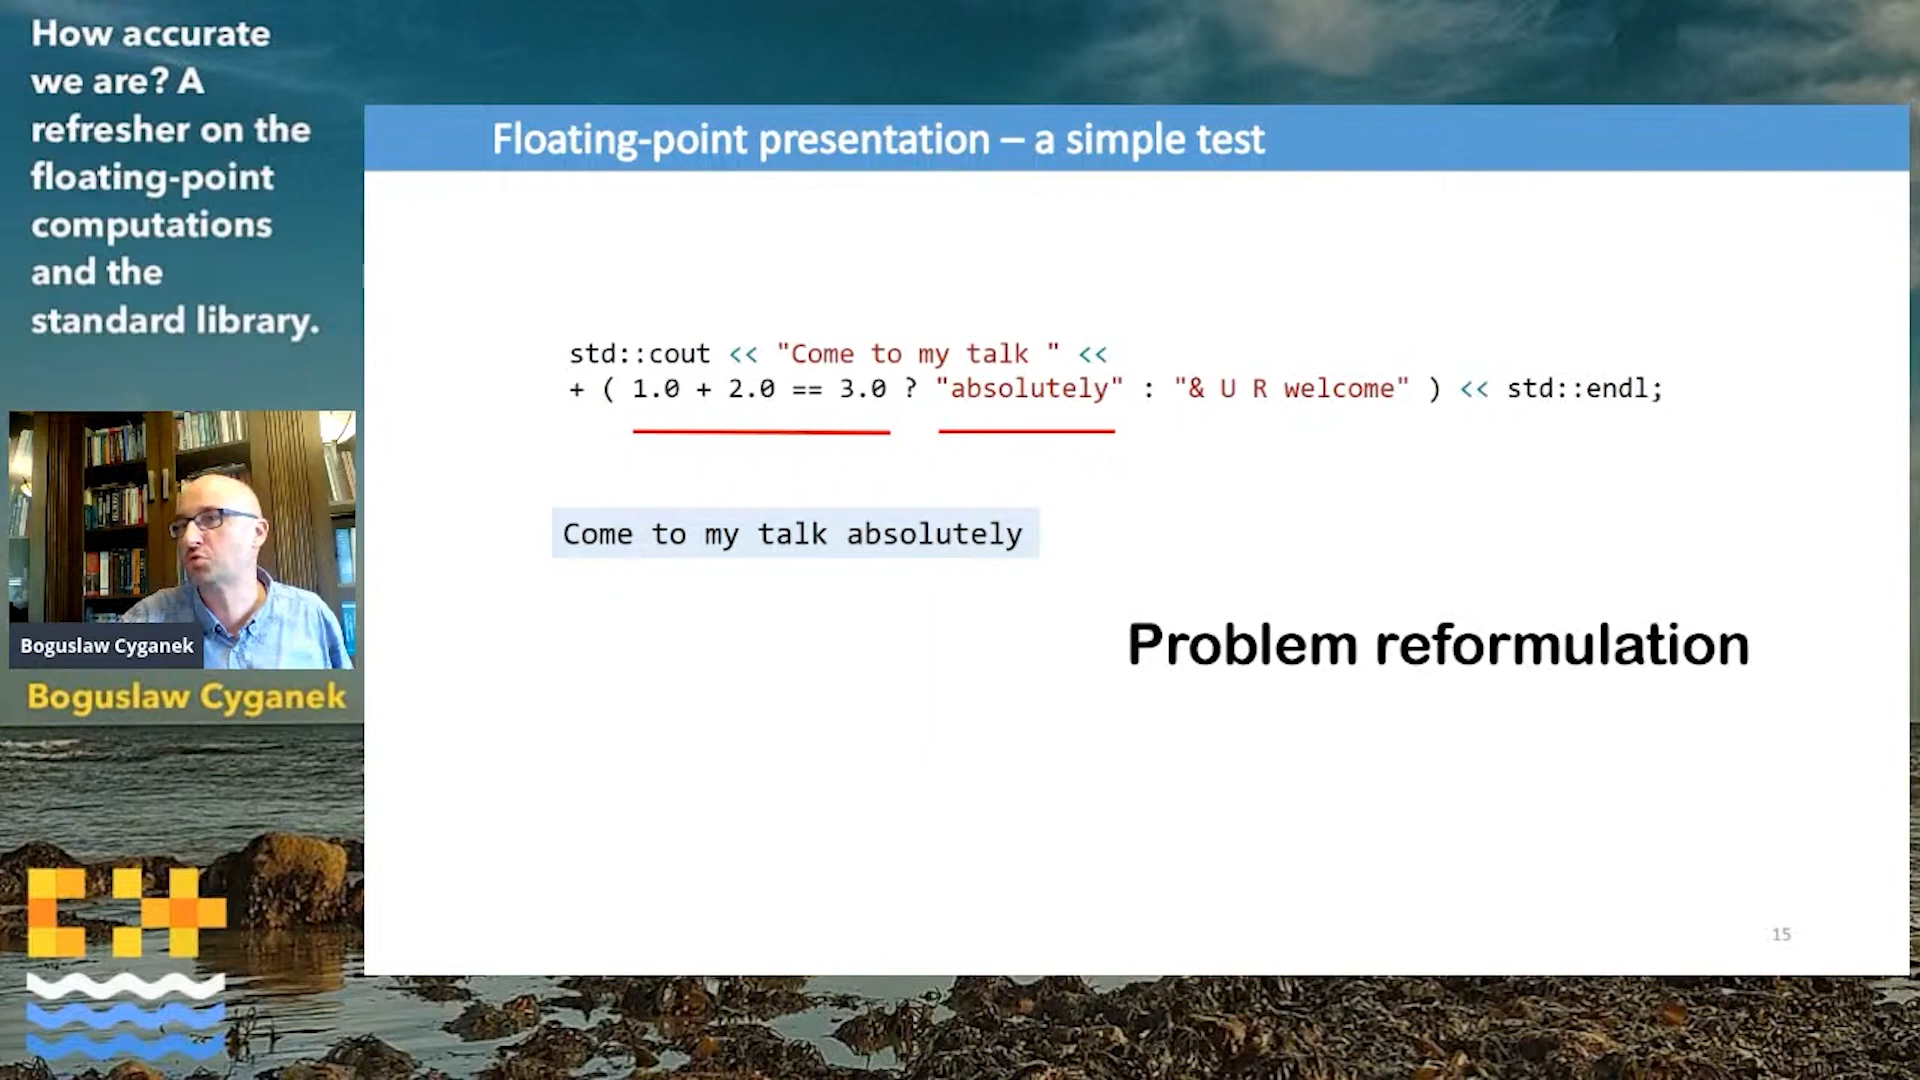 How accurate
we are? A
refresher on the
floating-point
computations
and the
standard library.
Boguslaw Cyganek
Boguslaw Cyganek
Floating-point presentation – a simple test
std::cout << "Come to my talk " <<
+ ( 1.0 + 2.0 == 3.0 ? "absolutely" : "& U R welcome" ) << std::endl;
Come to my talk absolutely
Problem reformulation
15